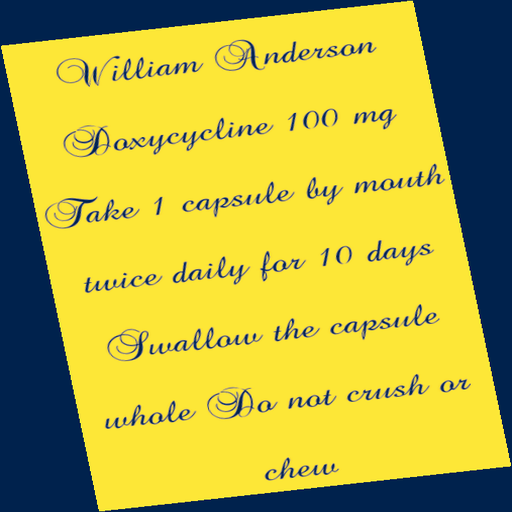 William Anderson
Doxycycline 100 mg
Take 1 capsule by mouth
twice daily for 10 days
Swallow the capsule
whole Do not crush or
chew